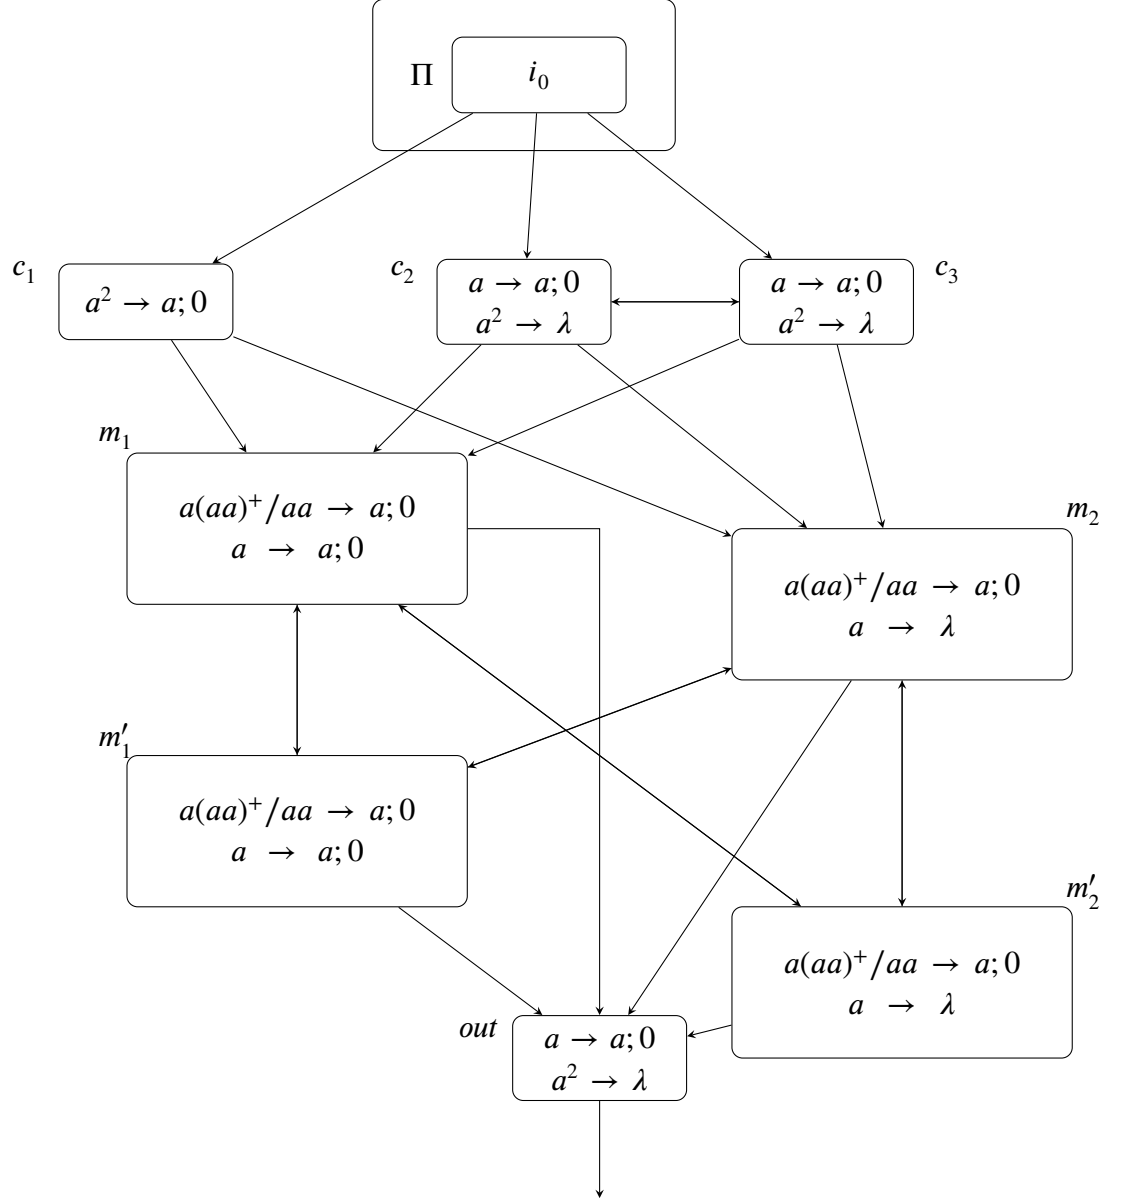 Π
i₀
c₁
a² → a; 0
c₂
a → a; 0
a² → λ
c₃
a → a; 0
a² → λ
m₁
a(aa)⁺/aa → a; 0
a → a; 0
m₂
a(aa)⁺/aa → a; 0
a → λ
m′₁
a(aa)⁺/aa → a; 0
a → a; 0
m′₂
a(aa)⁺/aa → a; 0
a → λ
out
a → a; 0
a² → λ